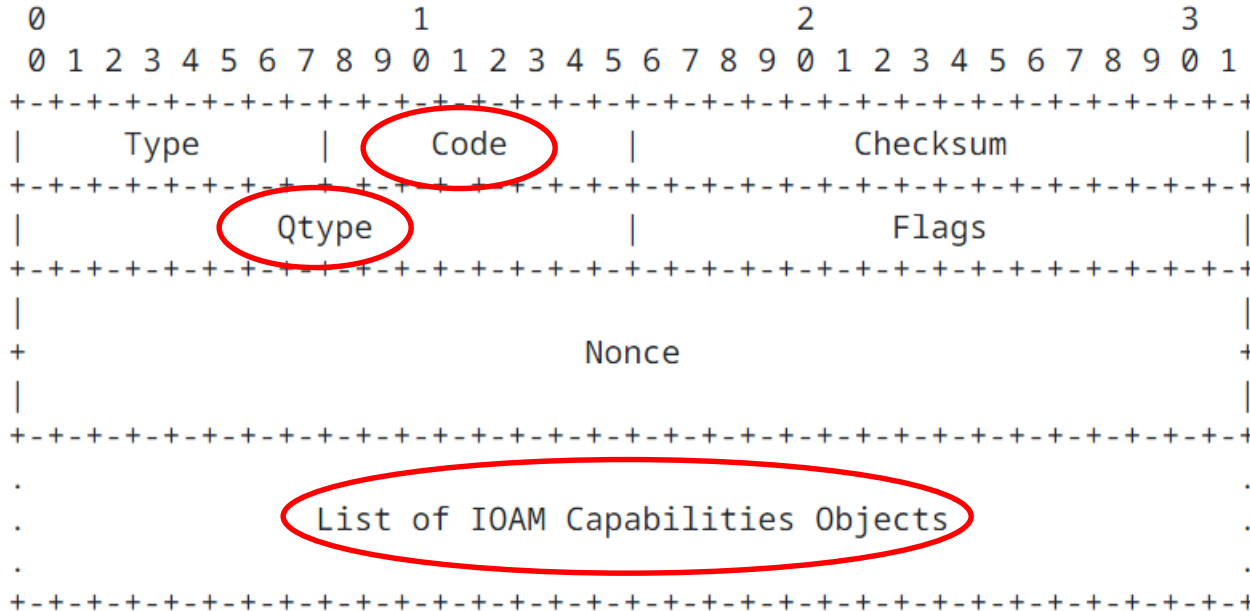 0 1 2 3
0 1 2 3 4 5 6 7 8 9 0 1 2 3 4 5 6 7 8 9 0 1 2 3 4 5 6 7 8 9 0 1
+-+-+-+-+-+-+-+-+-+-+-+-+-+-+-+-+-+-+-+-+-+-+-+-+-+-+-+-+-+-+-+-+
| Type | Code | Checksum |
+-+-+-+-+-+-+-+-+-+-+-+-+-+-+-+-+-+-+-+-+-+-+-+-+-+-+-+-+-+-+-+-+
| Qtype | Flags |
+-+-+-+-+-+-+-+-+-+-+-+-+-+-+-+-+-+-+-+-+-+-+-+-+-+-+-+-+-+-+-+-+
| |
+ Nonce +
| |
+-+-+-+-+-+-+-+-+-+-+-+-+-+-+-+-+-+-+-+-+-+-+-+-+-+-+-+-+-+-+-+-+
. .
. List of IOAM Capabilities Objects .
. .
+-+-+-+-+-+-+-+-+-+-+-+-+-+-+-+-+-+-+-+-+-+-+-+-+-+-+-+-+-+-+-+-+